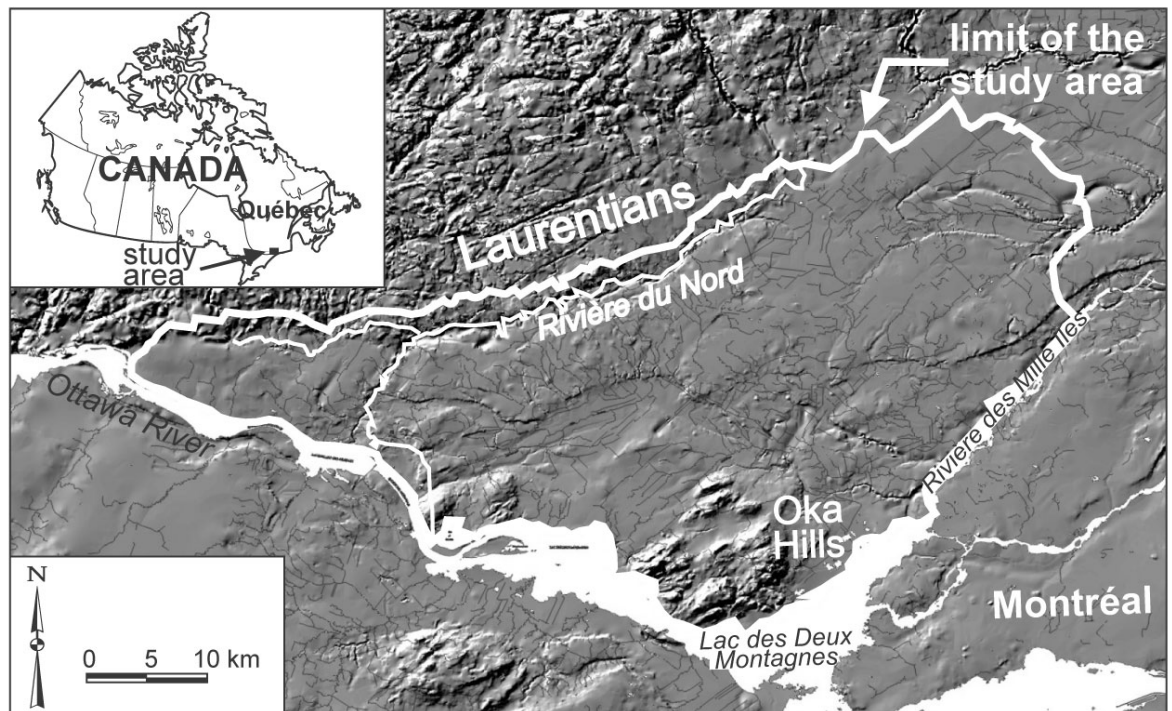 CANADA
Québec
study
area
limit of the
study area
Laurentians
Rivière du Nord
Ottawa River
Rivière des Mille Iles
Oka
Hills
Lac des Deux
Montagnes
Montréal
N
0 5 10 km